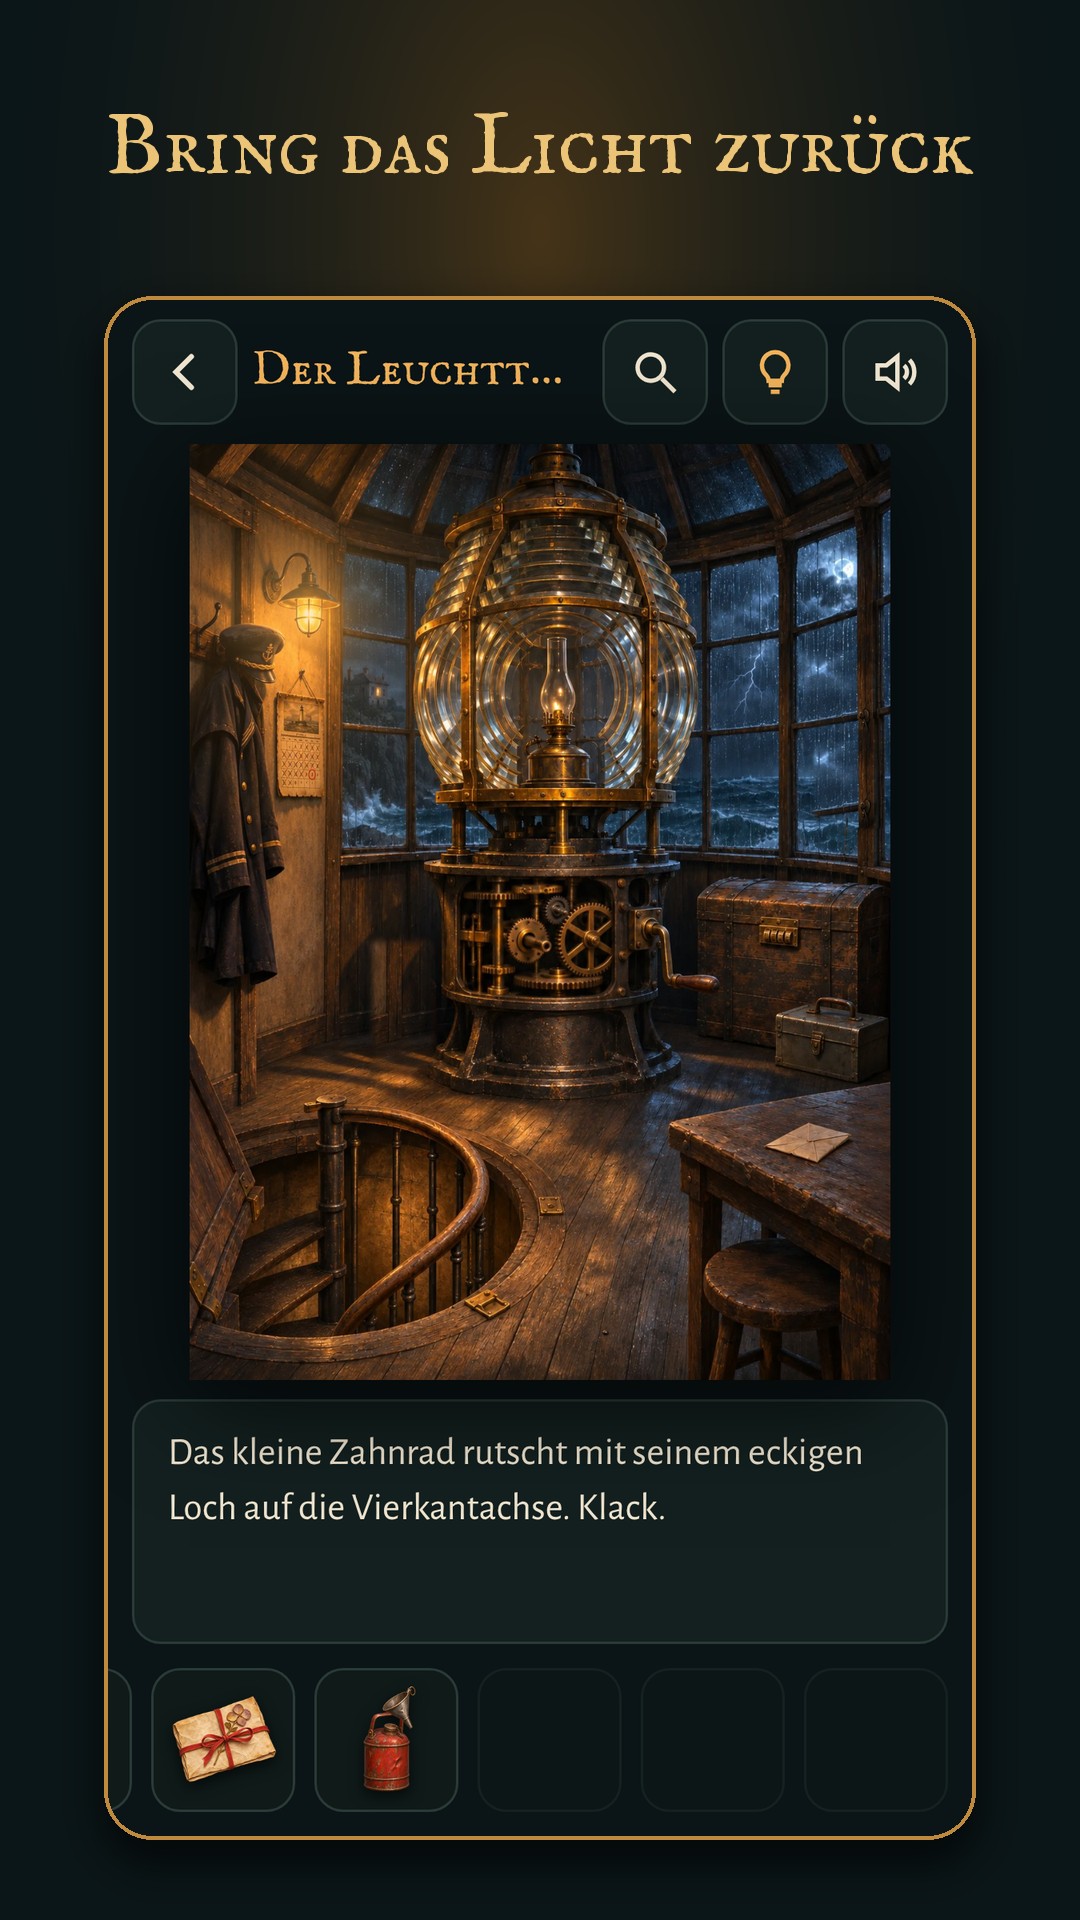 Bring das Licht zurück
Der Leuchtt...
Das kleine Zahnrad rutscht mit seinem eckigen
Loch auf die Vierkantachse. Klack.